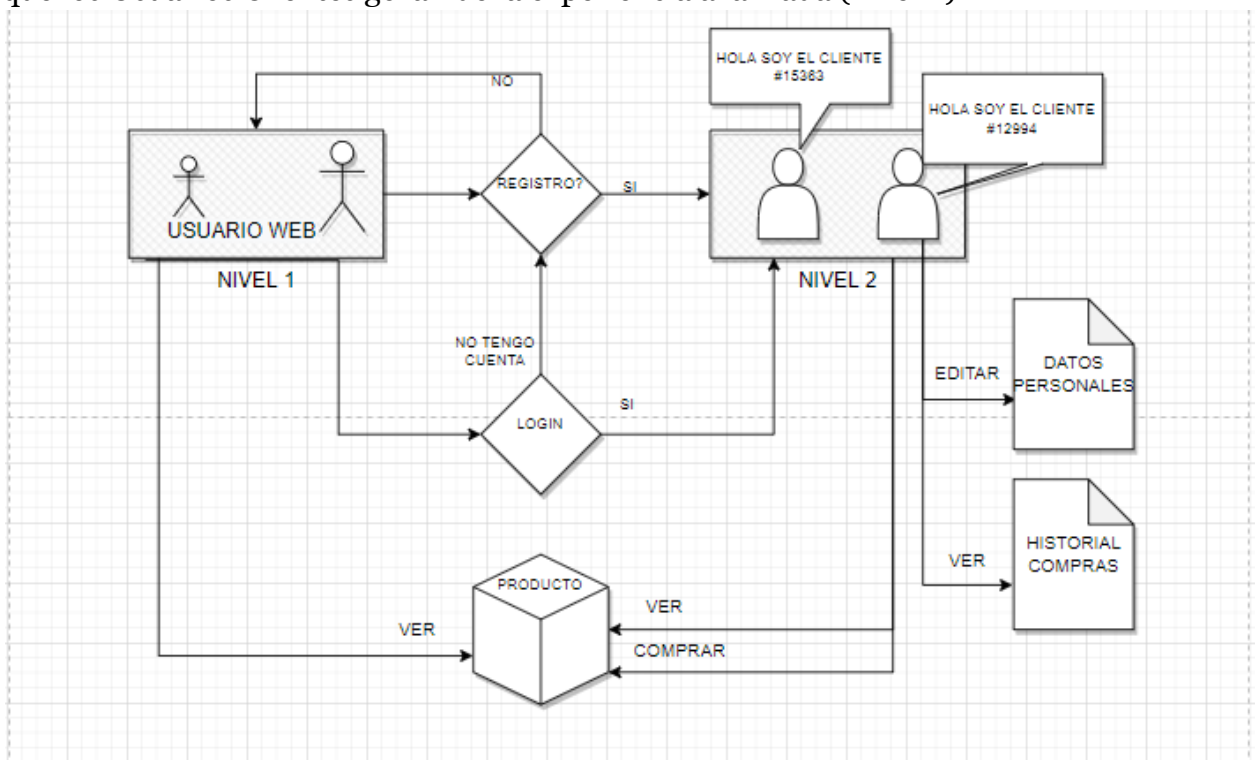 NO
HOLA SOY EL CLIENTE
#15363
HOLA SOY EL CLIENTE
#12994
REGISTRO?
SI
USUARIO WEB
NIVEL 1
NIVEL 2
NO TENGO
CUENTA
EDITAR
DATOS
PERSONALES
SI
LOGIN
HISTORIAL
COMPRAS
VER
PRODUCTO
VER
VER
COMPRAR